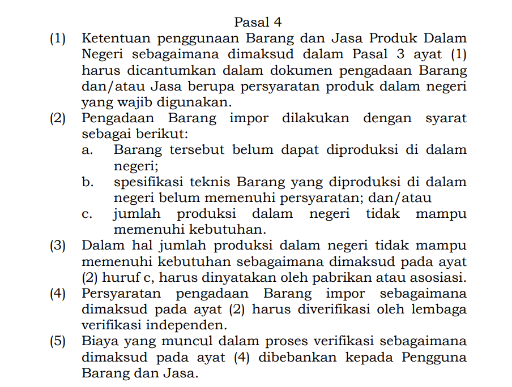 Pasal 4
(1) Ketentuan penggunaan Barang dan Jasa Produk Dalam
Negeri sebagaimana dimaksud dalam Pasal 3 ayat (1)
harus dicantumkan dalam dokumen pengadaan Barang
dan/atau Jasa berupa persyaratan produk dalam negeri
yang wajib digunakan.
(2) Pengadaan Barang impor dilakukan dengan syarat
sebagai berikut:
a. Barang tersebut belum dapat diproduksi di dalam
negeri;
b. spesifikasi teknis Barang yang diproduksi di dalam
negeri belum memenuhi persyaratan; dan/atau
c. jumlah produksi dalam negeri tidak mampu
memenuhi kebutuhan.
(3) Dalam hal jumlah produksi dalam negeri tidak mampu
memenuhi kebutuhan sebagaimana dimaksud pada ayat
(2) huruf c, harus dinyatakan oleh pabrikan atau asosiasi.
(4) Persyaratan pengadaan Barang impor sebagaimana
dimaksud pada ayat (2) harus diverifikasi oleh lembaga
verifikasi independen.
(5) Biaya yang muncul dalam proses verifikasi sebagaimana
dimaksud pada ayat (4) dibebankan kepada Pengguna
Barang dan Jasa.